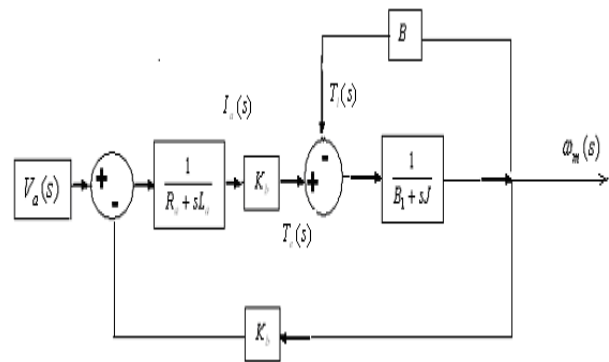 B
T_l(s)
I_a(s)
ω_m(s)
V_a(s)
+
-
1
R_a + sL_a
K_b
-
+
T_e(s)
1
B_1 + sJ
K_b